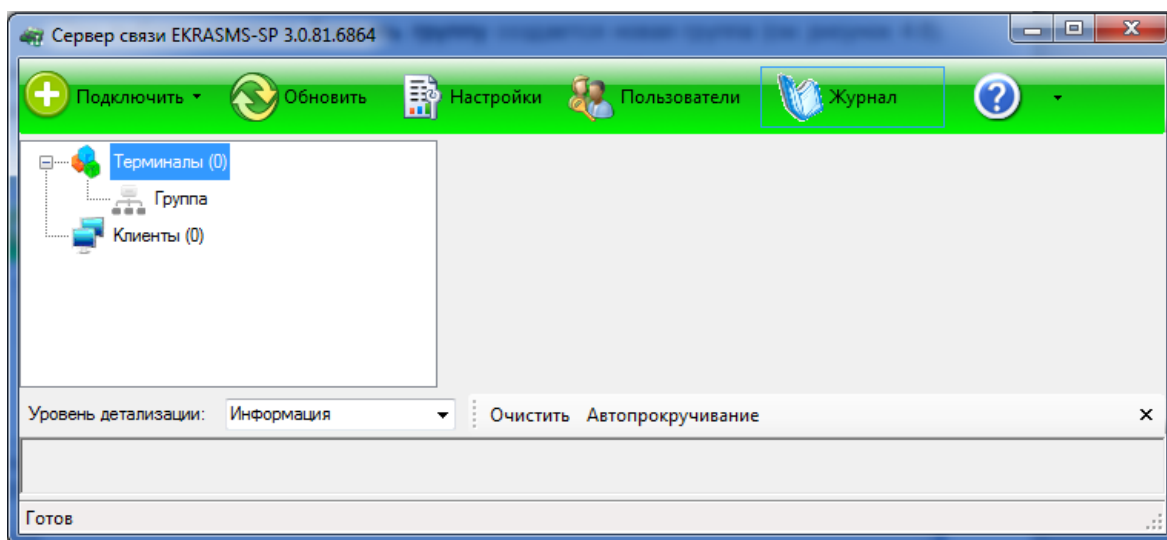 Сервер связи EKRASMS-SP 3.0.81.6864
Подключить Обновить Настройки Пользователи Журнал
Терминалы (0)
Группа
Клиенты (0)
Уровень детализации: Информация Очистить Автопрокручивание
Готов